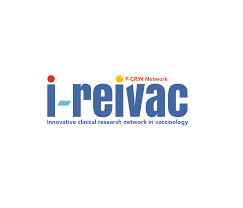 F-CRIN Network
i-reivac
Innovative clinical research network in vaccinology